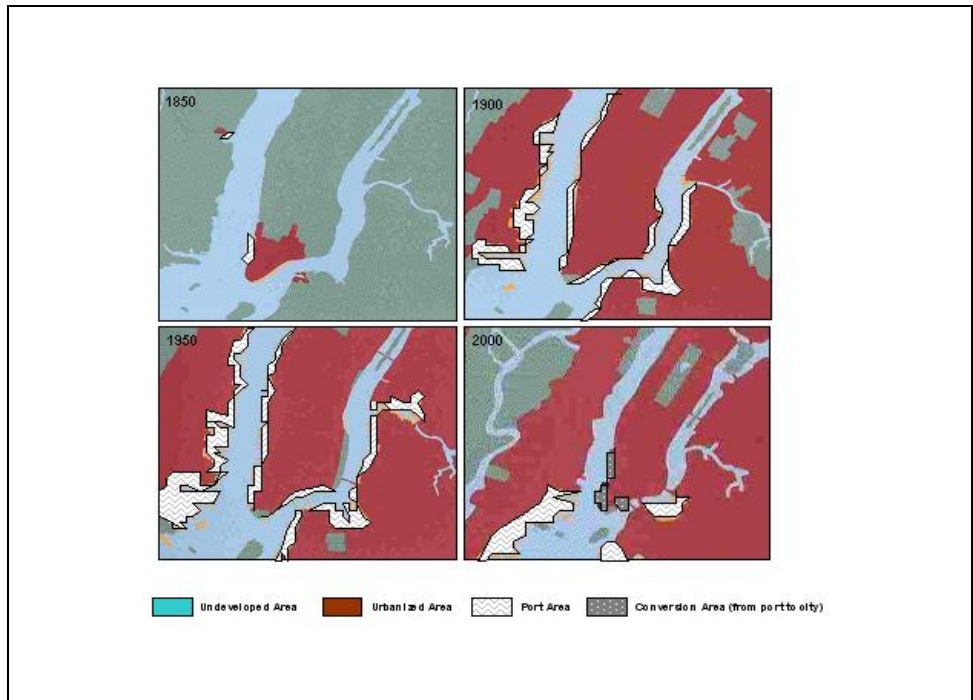 1850
1900
1950
2000
Undeveloped Area
Urbanized Area
Port Area
Conversion Area (from port to city)